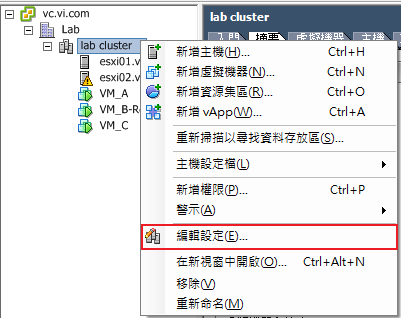 vc.vi.com
Lab
lab cluster
esxi01.v
esxi02.v
VM_A
VM_B-R
VM_C
lab cluster
入門 摘要 虛擬機器 主機
新增主機(H)... Ctrl+H
新增虛擬機器(N)... Ctrl+N
新增資源集區(R)... Ctrl+O
新增 vApp(W)... Ctrl+A
重新掃描以尋找資料存放區(S)...
主機設定檔(L)
新增權限(P)... Ctrl+P
警示(A)
編輯設定(E)...
在新視窗中開啟(O)... Ctrl+Alt+N
移除(V)
重新命名(M)